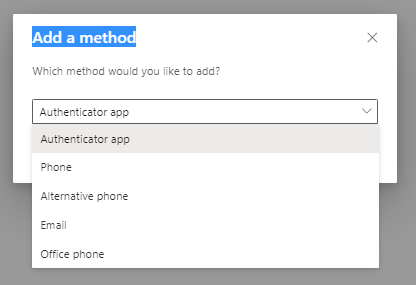 Add a method
Which method would you like to add?
Authenticator app
Authenticator app
Phone
Alternative phone
Email
Office phone